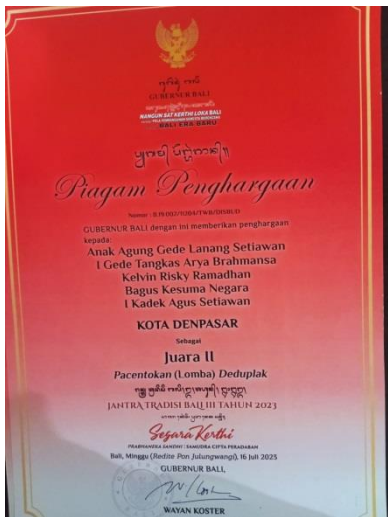 GUBERNUR BALI
NANGUN SAT KERTHI LOKA BALI
BALI ERA BARU
Piagam Penghargaan
Nomor :
GUBERNUR BALI dengan ini memberikan penghargaan
kepada:
Anak Agung Gede Lanang Setiawan
I Gede Tangkas Arya Brahmansa
Kelvin Risky Ramadhan
Bagus Kesuma Negara
I Kadek Agus Setiawan
KOTA DENPASAR
Sebagai
Juara II
Pacentokan (Lomba) Deduplak
JANTRA TRADISI BALI III TAHUN 2023
Segara Kerthi
PRABHANEKA SANDHI : SAMUDRA CIPTA PERADABAN
Bali, Minggu (Redite Pon Julungwangi), 16 Juli 2023
GUBERNUR BALI,
WAYAN KOSTER